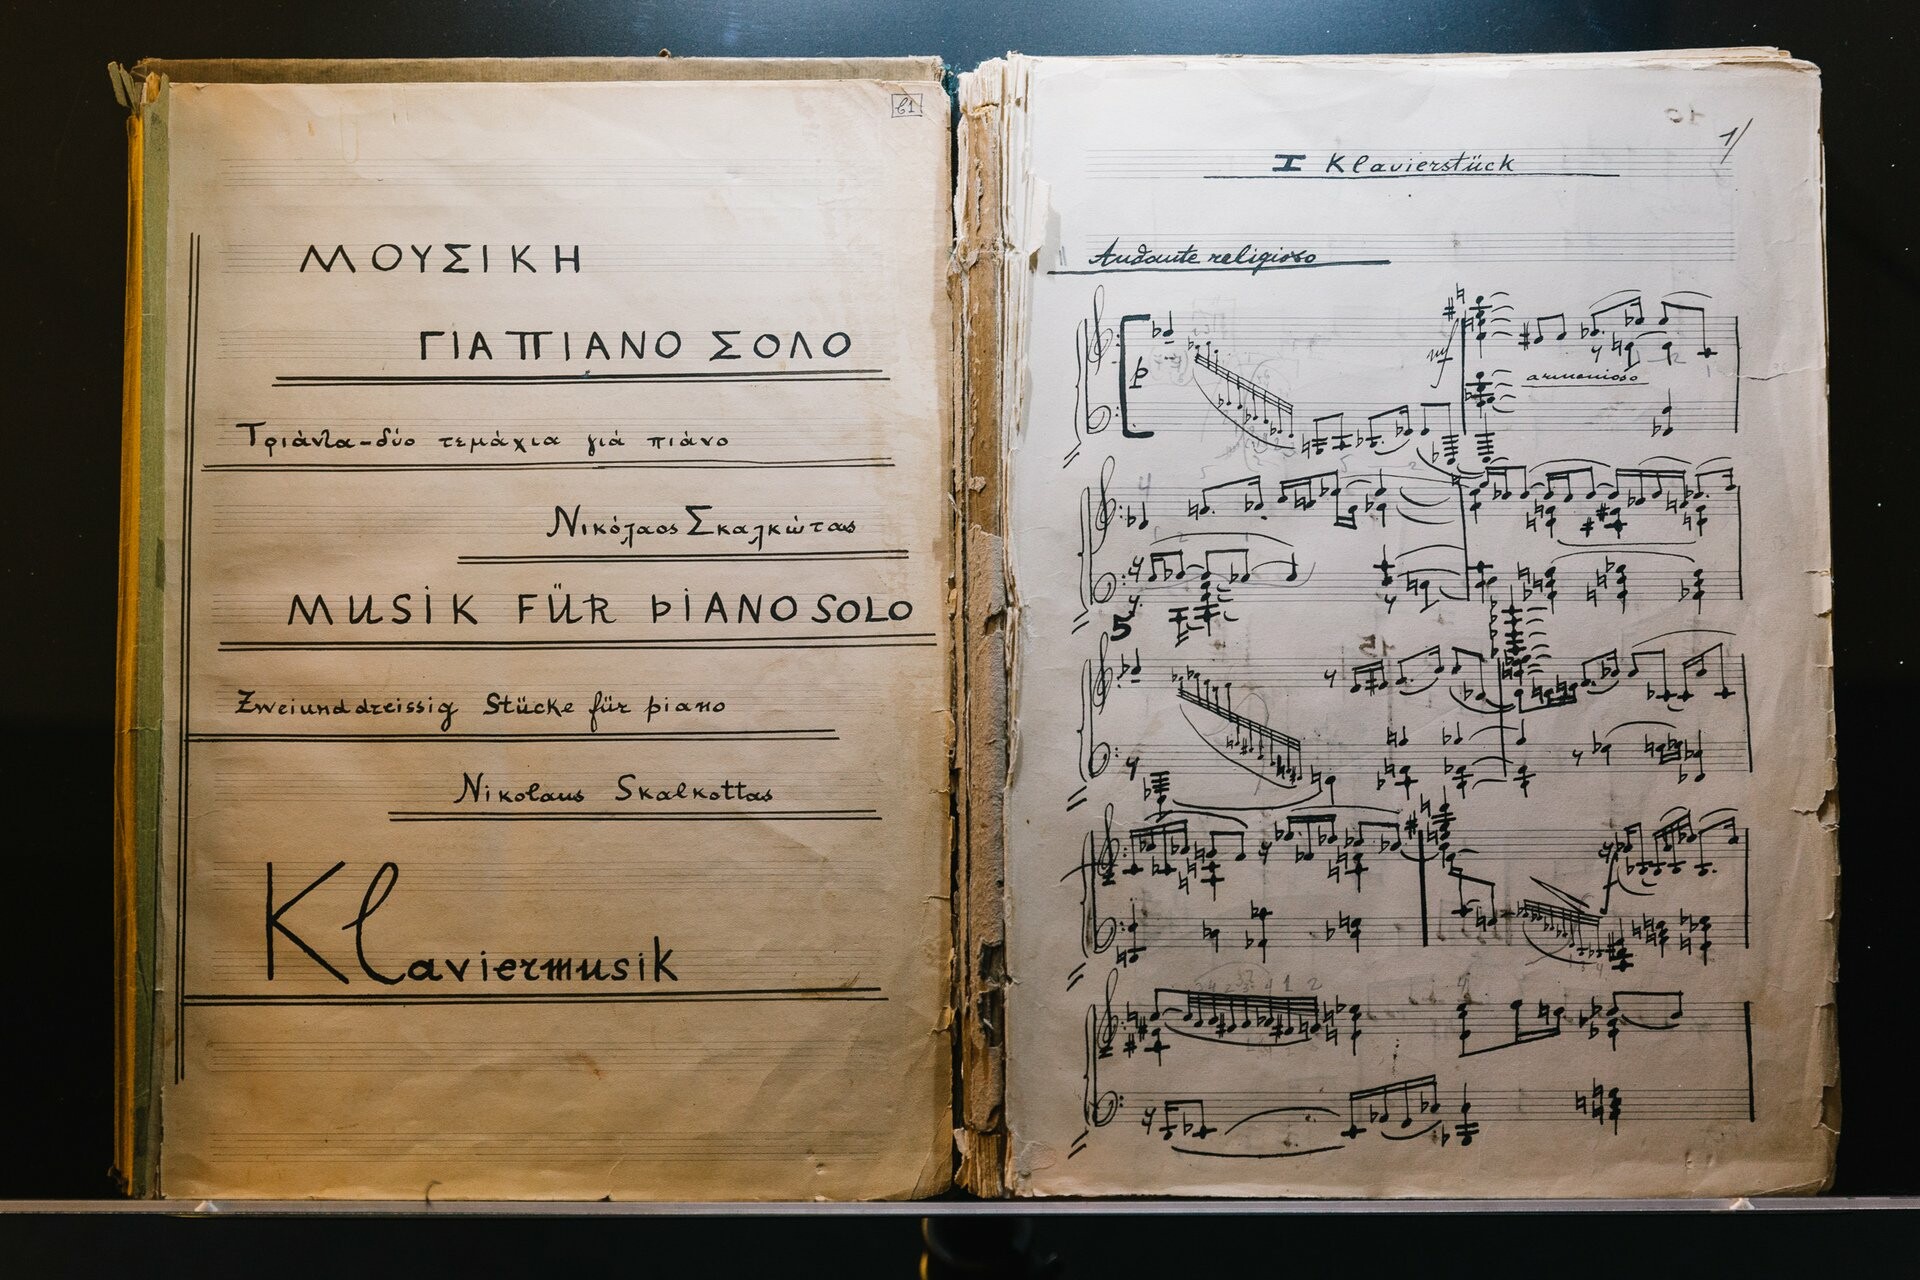 61
ΜΟΥΣΙΚΗ
ΓΙΑ ΠΙΑΝΟ ΣΟΛΟ
Τριάντα-δύο τεμάχια γιά πιάνο
Νικόλαος Σκαλκώτας
MUSIK FÜR PIANO SOLO
Zweiunddreissig Stücke für piano
Nikolaus Skalkottas
Klaviermusik
1/
I Klavierstück
Andante religioso
p
mf
armonioso
5